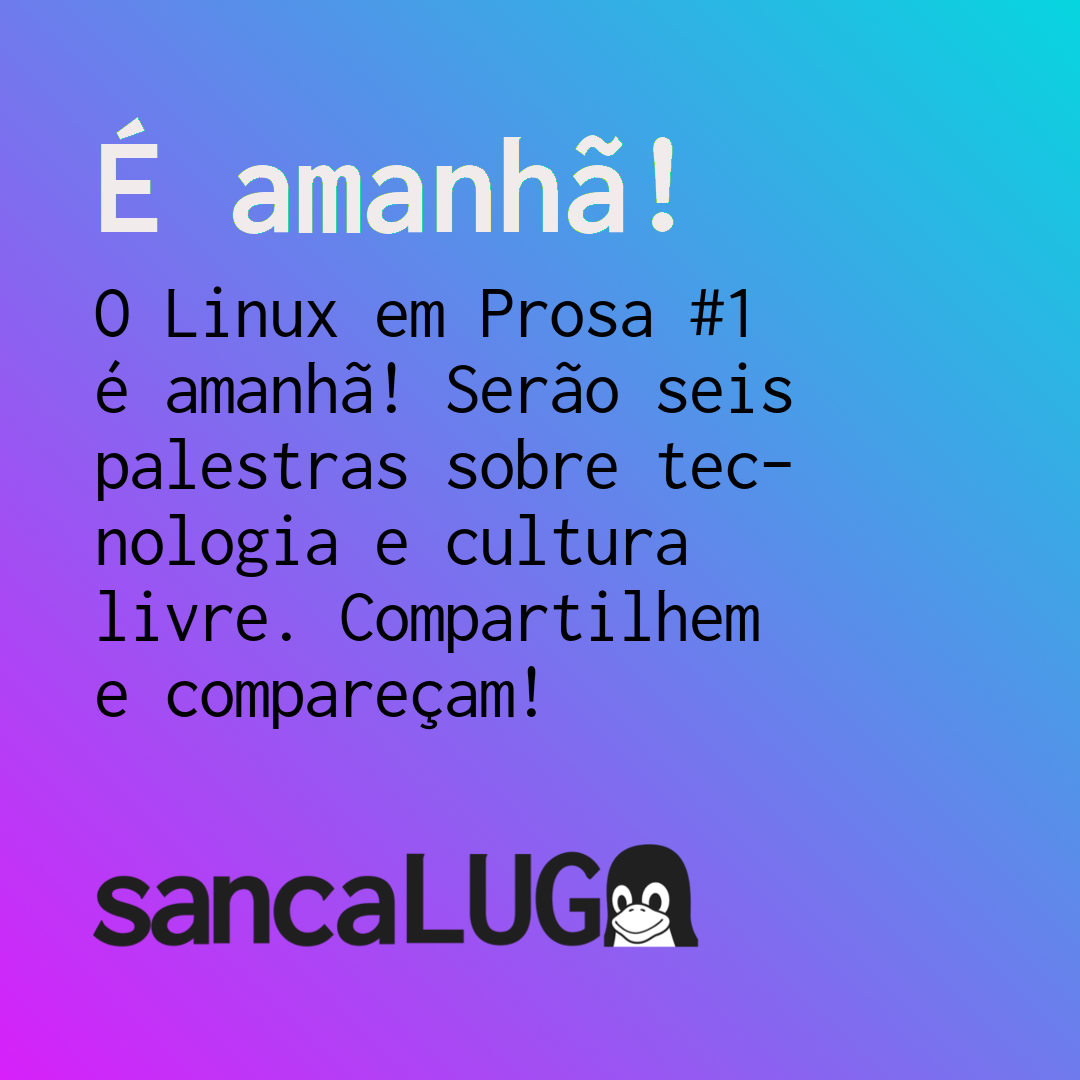 É amanhã!
O Linux em Prosa #1
é amanhã! Serão seis
palestras sobre tec-
nologia e cultura
livre. Compartilhem
e compareçam!
sancaLUG